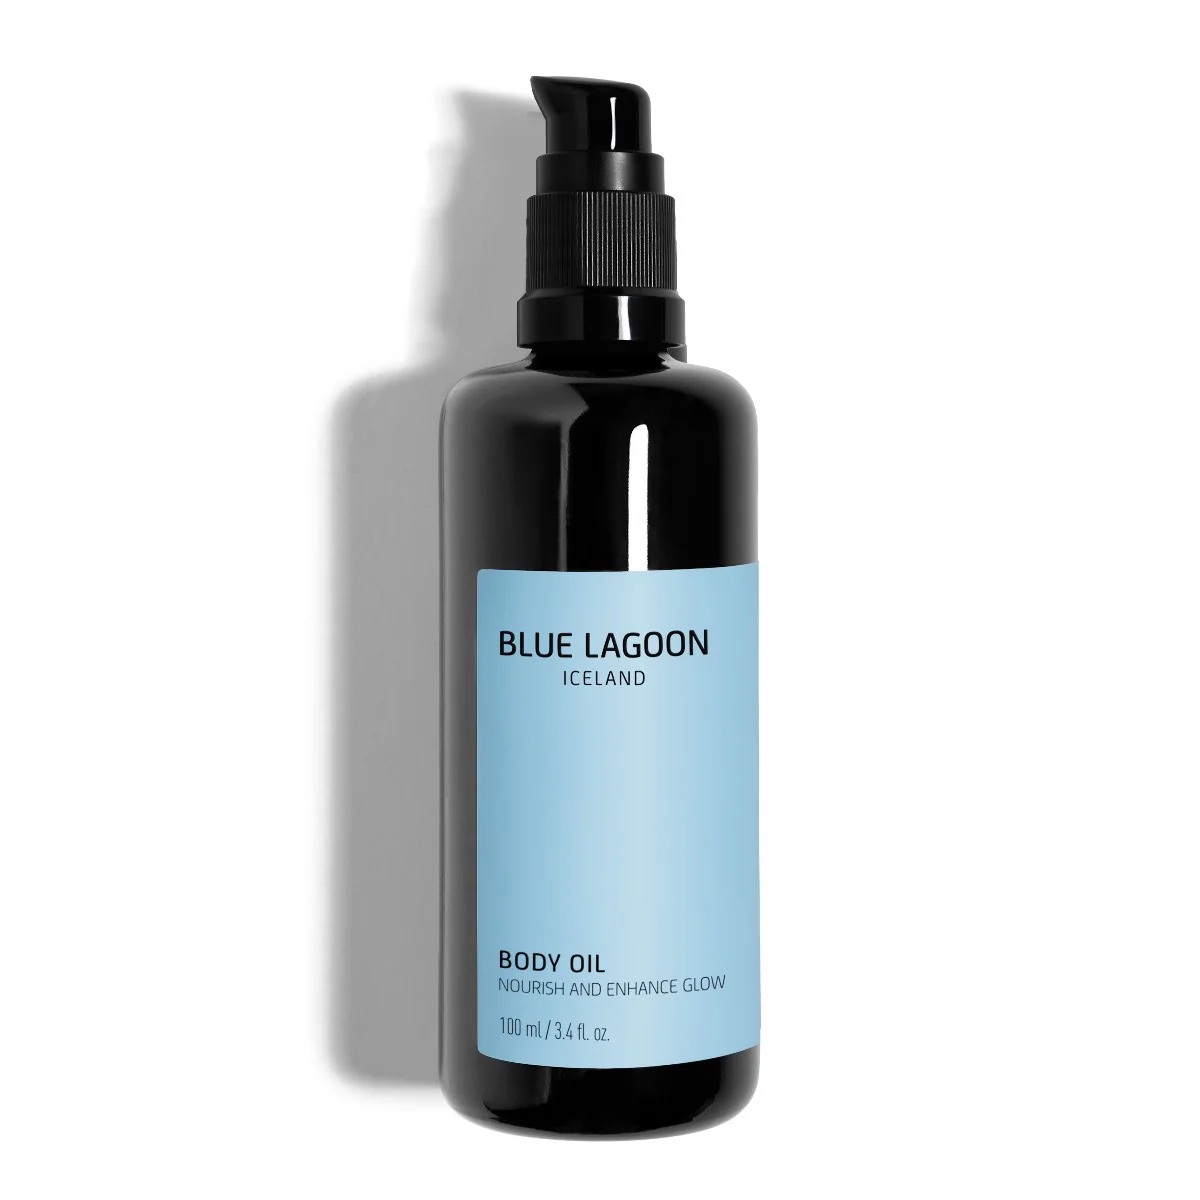 BLUE LAGOON
ICELAND
BODY OIL
NOURISH AND ENHANCE GLOW
100 ml / 3.4 fl. oz.